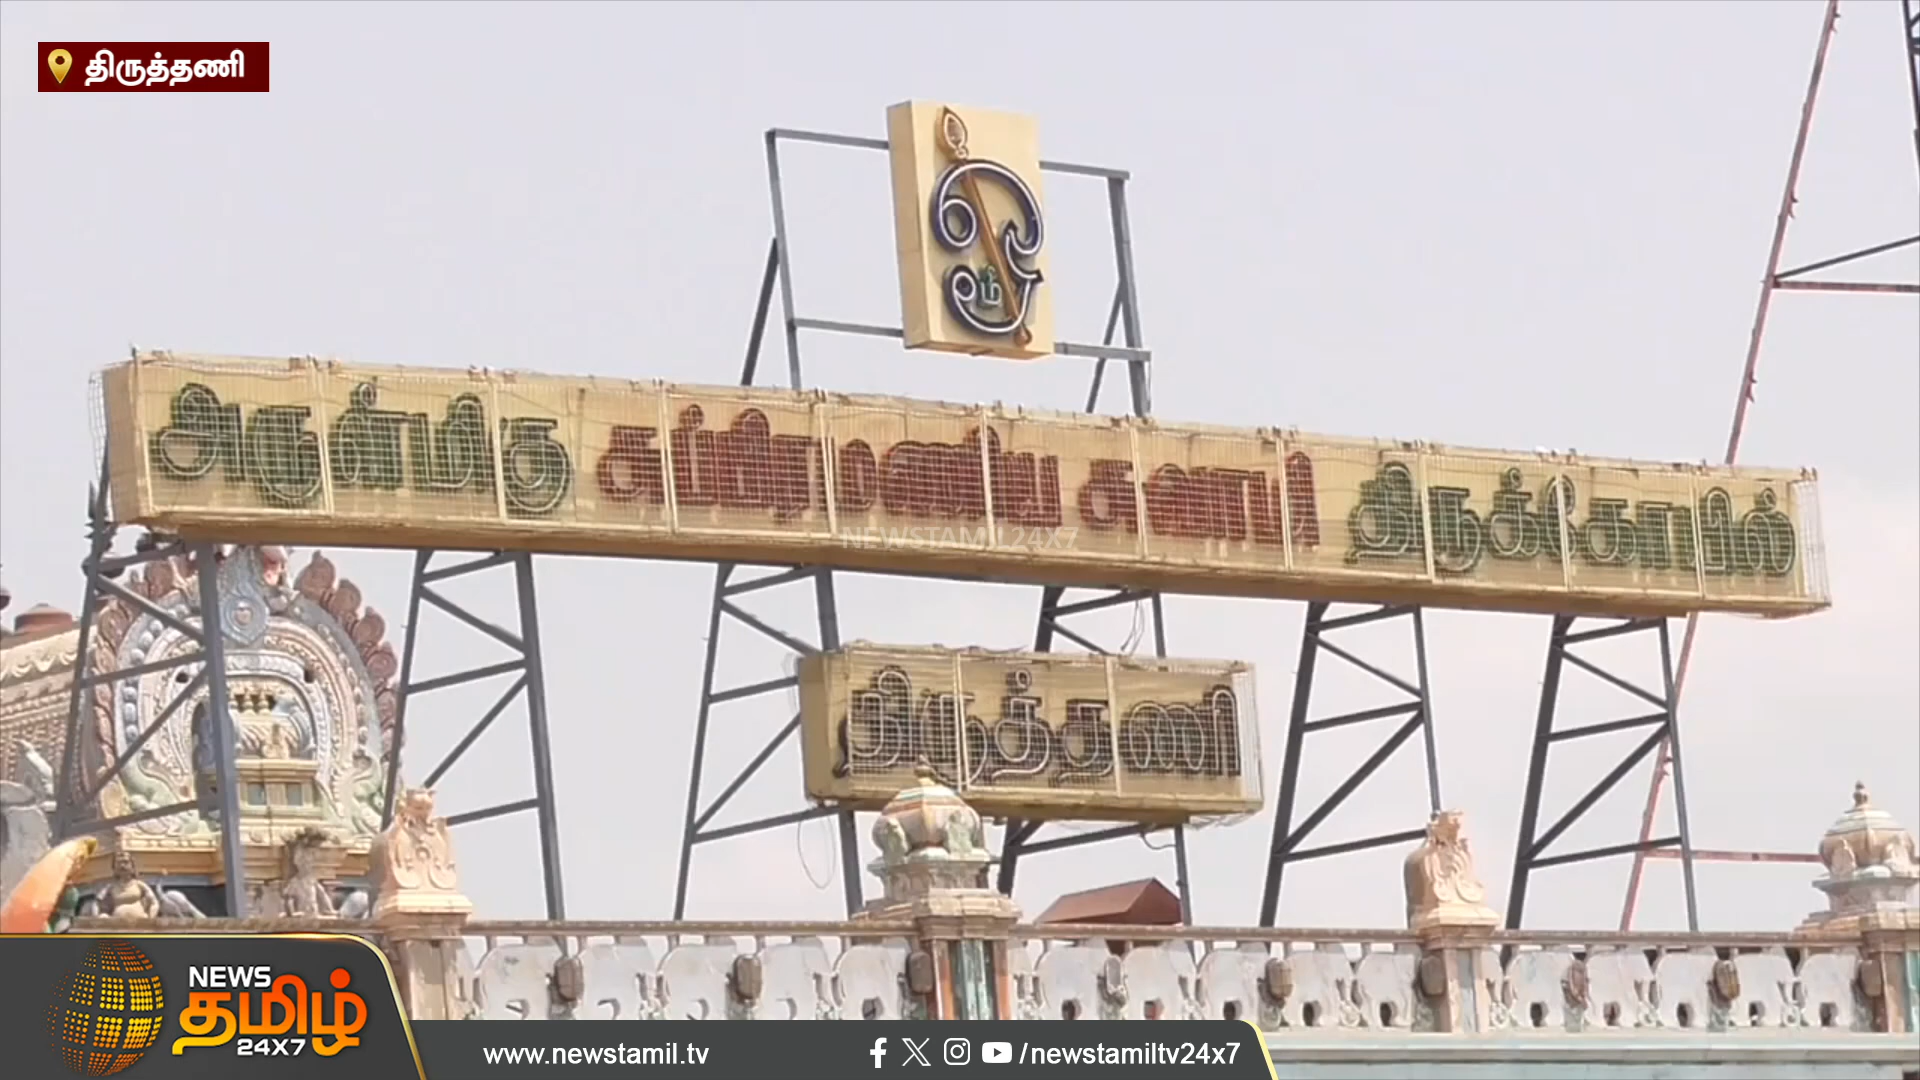 திருத்தணி
ஓம்
அருள்மிகு சுப்பிரமணிய சுவாமி திருக்கோயில்
NEWSTAMIL24X7
திருத்தணி
NEWS
தமிழ்
24X7
www.newstamil.tv
/newstamiltv24x7